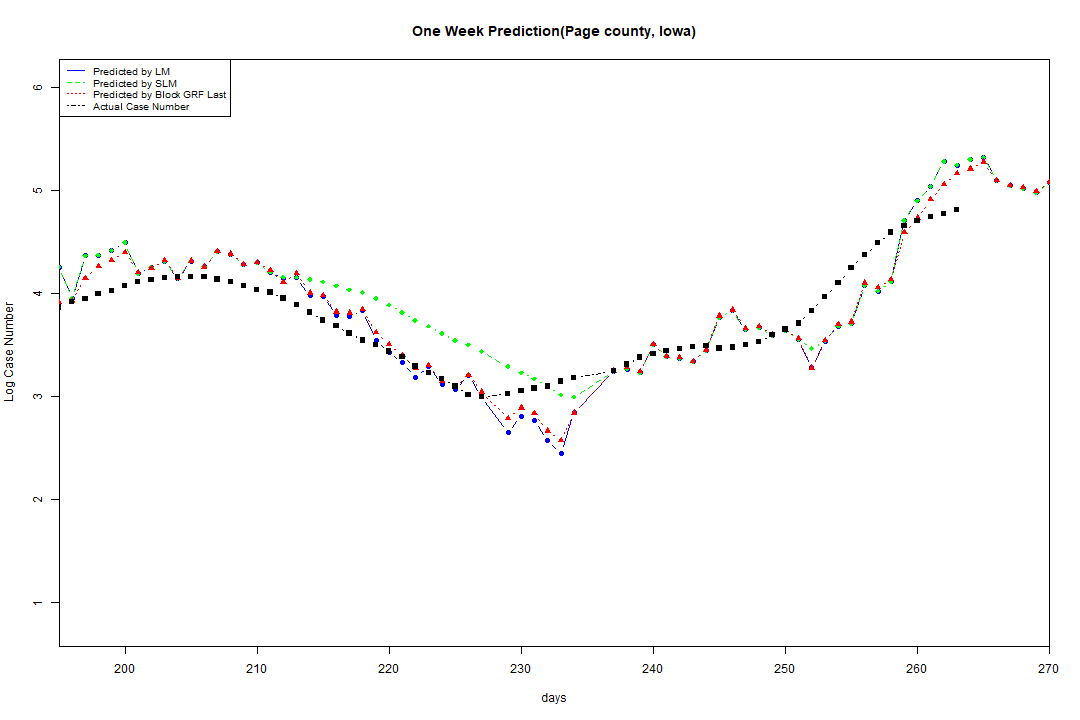 One Week Prediction(Page county, Iowa)
Predicted by LM
Predicted by SLM
Predicted by Block GRF Last
Actual Case Number
6
5
4
3
2
1
Log Case Number
200 210 220 230 240 250 260 270
days